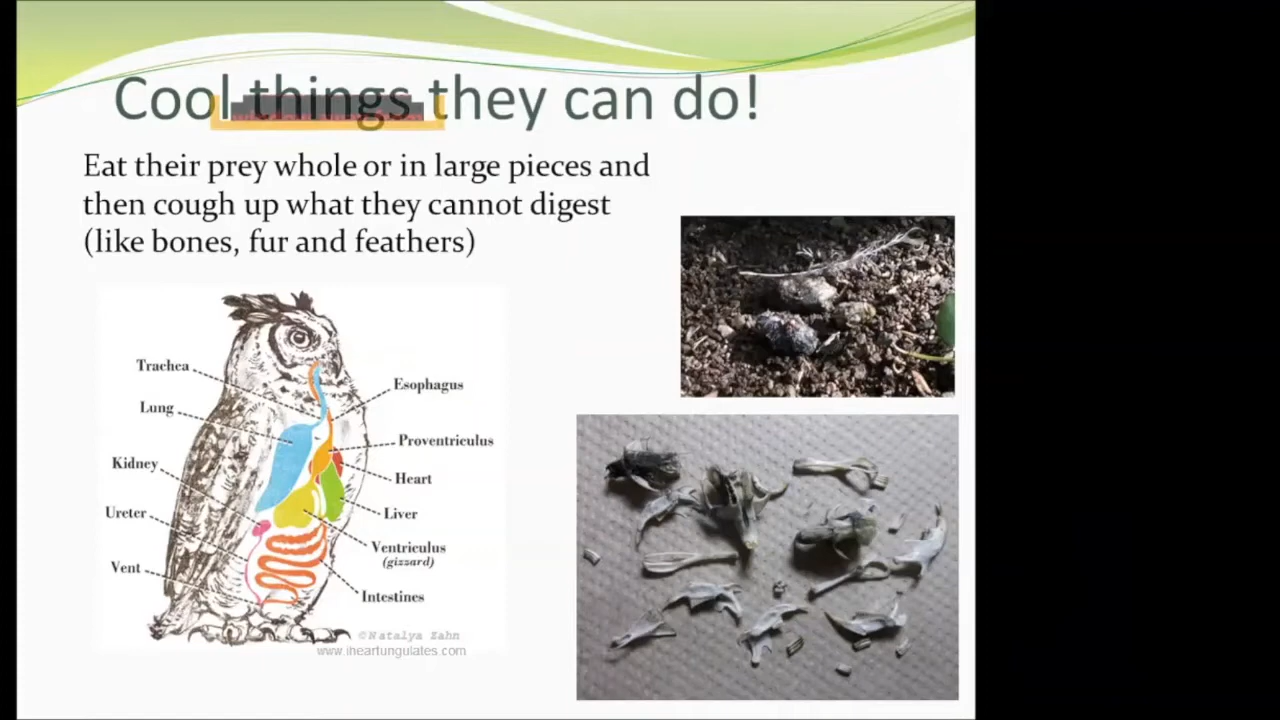 Cool things they can do!
Eat their prey whole or in large pieces and
then cough up what they cannot digest
(like bones, fur and feathers)
Trachea
Lung
Kidney
Ureter
Vent
Esophagus
Proventriculus
Heart
Liver
Ventriculus
(gizzard)
Intestines
©Natalya Zahn
www.iheartungulates.com